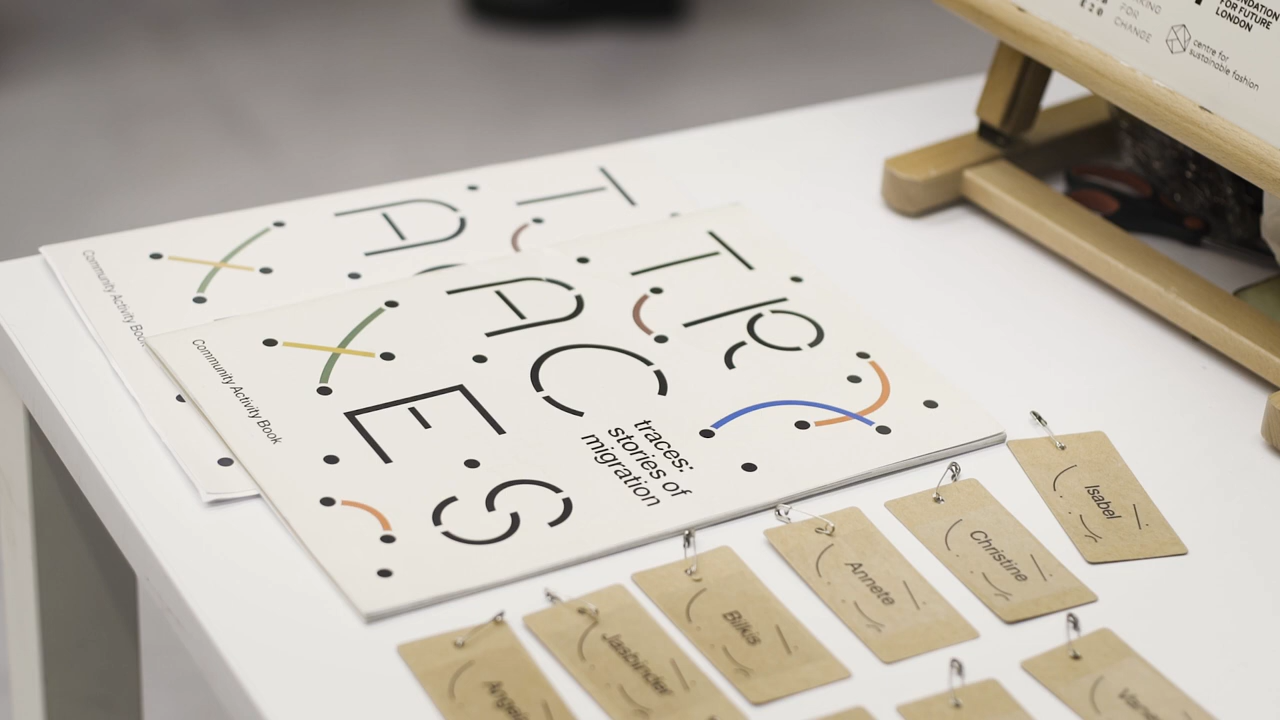 TRACES
traces:
stories of
migration
Community Activity Book
Community Activity Book
FOR
CHANGE
FOR FUTURE
LONDON
centre for
sustainable fashion
Isabel
Christine
Annete
Bilkis
Jasbinder